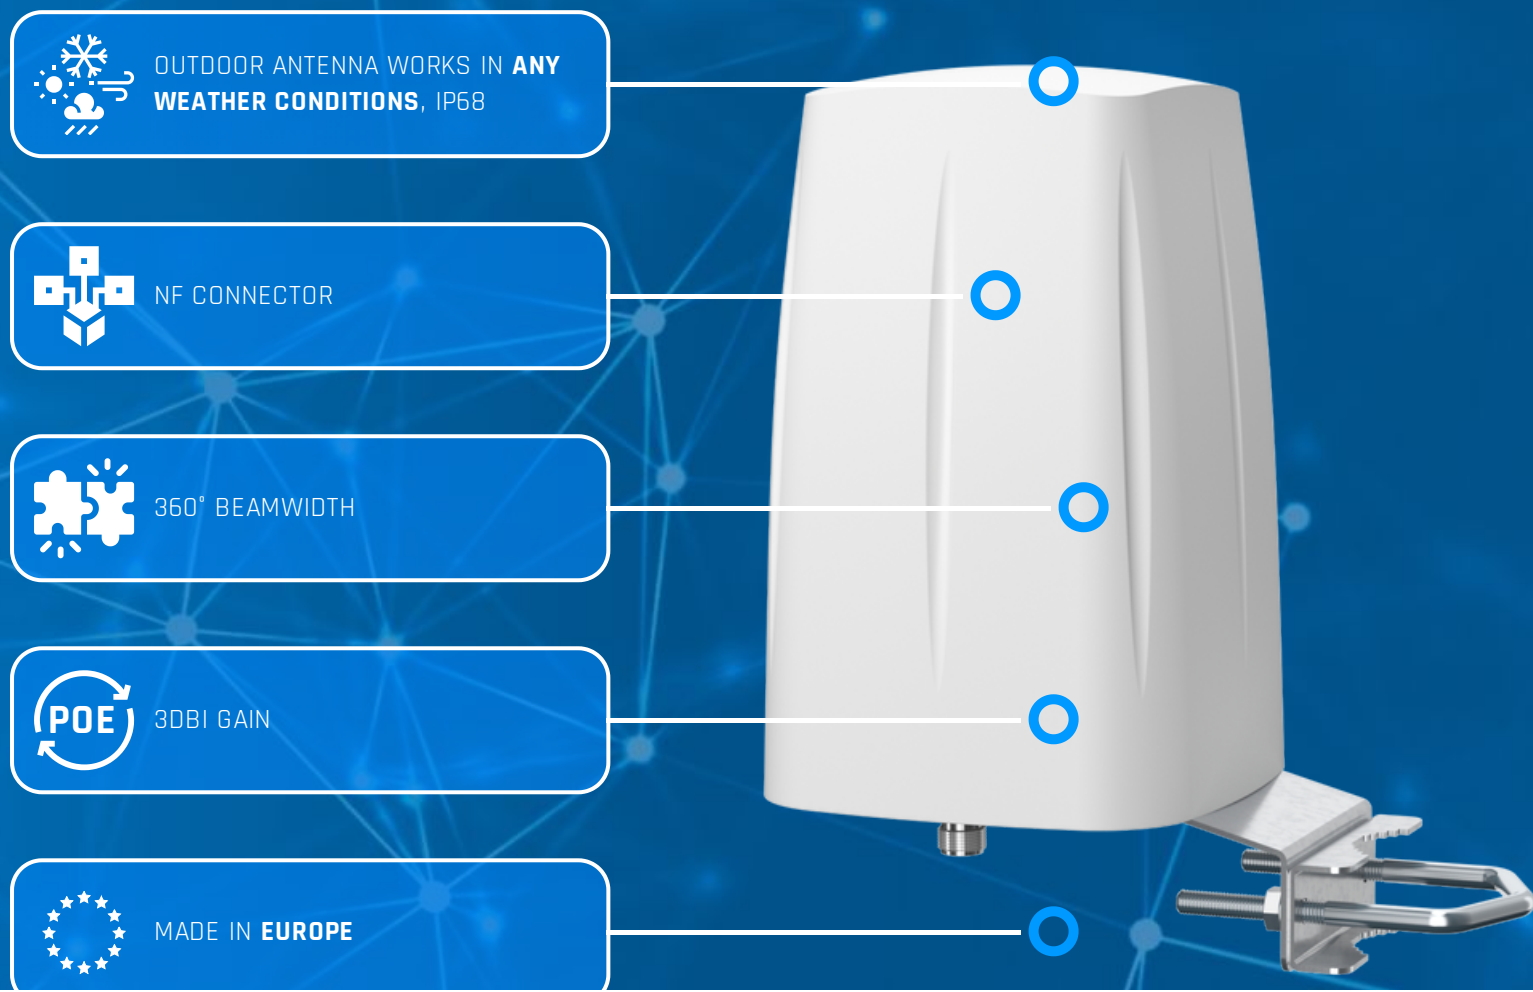 OUTDOOR ANTENNA WORKS IN ANY
WEATHER CONDITIONS, IP68
NF CONNECTOR
360° BEAMWIDTH
POE
3DBI GAIN
MADE IN EUROPE